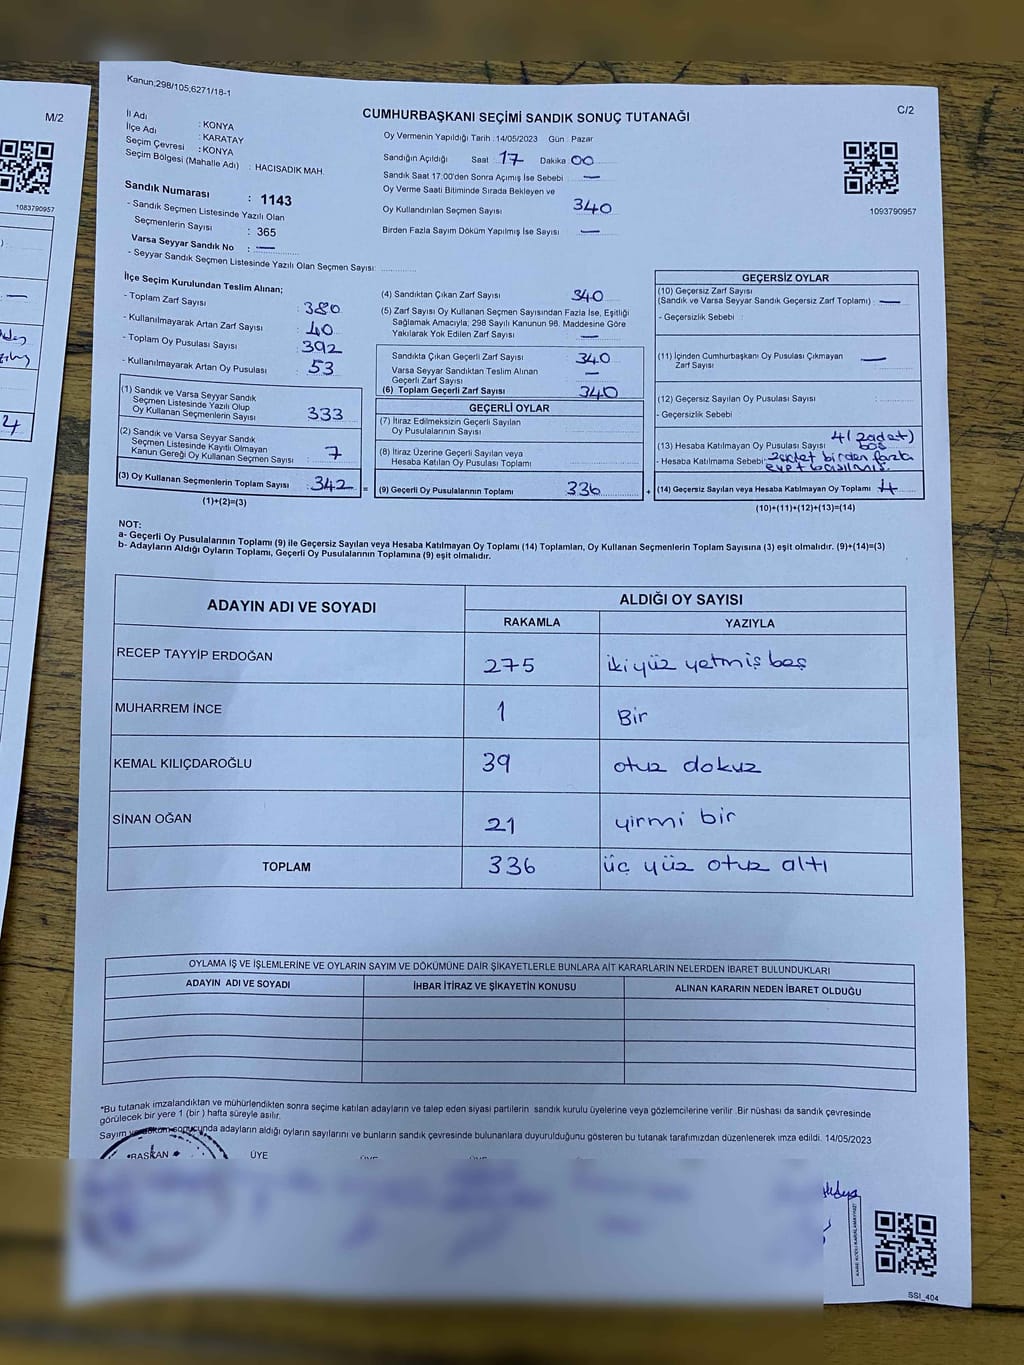 Kanun,298/105,6271/18-1
M/2
C/2
CUMHURBAŞKANI SEÇİMİ SANDIK SONUÇ TUTANAĞI
İl Adı : KONYA
İlçe Adı : KARATAY
Seçim Çevresi : KONYA
Seçim Bölgesi (Mahalle Adı) : HACISADIK MAH.
Sandık Numarası : 1143
- Sandık Seçmen Listesinde Yazılı Olan
Seçmenlerin Sayısı : 365
Varsa Seyyar Sandık No : —
- Seyyar Sandık Seçmen Listesinde Yazılı Olan Seçmen Sayısı: ............
Oy Vermenin Yapıldığı Tarih : 14/05/2023 Gün : Pazar
Sandığın Açıldığı Saat : 17 Dakika : 00
Sandık Saat 17:00'den Sonra Açımış İse Sebebi : —
Oy Verme Saati Bitiminde Sırada Bekleyen ve
Oy Kullandırılan Seçmen Sayısı : 340
Birden Fazla Sayım Döküm Yapılmış İse Sayısı : —
1083790957
1093790957
İlçe Seçim Kurulundan Teslim Alınan;
- Toplam Zarf Sayısı : 380
- Kullanılmayarak Artan Zarf Sayısı : 40
- Toplam Oy Pusulası Sayısı : 392
- Kullanılmayarak Artan Oy Pusulası : 53
(1) Sandık ve Varsa Seyyar Sandık
Seçmen Listesinde Yazılı Olup
Oy Kullanan Seçmenlerin Sayısı : 333
(2) Sandık ve Varsa Seyyar Sandık
Seçmen Listesinde Kayıtlı Olmayan
Kanun Gereği Oy Kullanan Seçmen Sayısı : 7
(3) Oy Kullanan Seçmenlerin Toplam Sayısı : 342 =
(1)+(2)=(3)
(4) Sandıktan Çıkan Zarf Sayısı : 340
(5) Zarf Sayısı Oy Kullanan Seçmen Sayısından Fazla İse, Eşitliği
Sağlamak Amacıyla; 298 Sayılı Kanunun 98. Maddesine Göre
Yakılarak Yok Edilen Zarf Sayısı : —
Sandıkta Çıkan Geçerli Zarf Sayısı : 340
Varsa Seyyar Sandıktan Teslim Alınan
Geçerli Zarf Sayısı : —
(6) Toplam Geçerli Zarf Sayısı : 340
GEÇERLİ OYLAR
(7) İtiraz Edilmeksizin Geçerli Sayılan
Oy Pusulalarının Sayısı
(8) İtiraz Üzerine Geçerli Sayılan veya
Hesaba Katılan Oy Pusulası Toplamı
(9) Geçerli Oy Pusulalarının Toplamı : 336 +
GEÇERSİZ OYLAR
(10) Geçersiz Zarf Sayısı
(Sandık ve Varsa Seyyar Sandık Geçersiz Zarf Toplamı) : —
- Geçersizlik Sebebi :
(11) İçinden Cumhurbaşkanı Oy Pusulası Çıkmayan
Zarf Sayısı : —
(12) Geçersiz Sayılan Oy Pusulası Sayısı :
- Geçersizlik Sebebi
(13) Hesaba Katılmayan Oy Pusulası Sayısı : 4 (2 adet) boş
- Hesaba Katılmama Sebebi: 2 adet birden fazla
evet basılmış.
(14) Geçersiz Sayılan veya Hesaba Katılmayan Oy Toplamı : 4
(10)+(11)+(12)+(13)=(14)
NOT:
a- Geçerli Oy Pusulalarının Toplamı (9) ile Geçersiz Sayılan veya Hesaba Katılmayan Oy Toplamı (14) Toplamları, Oy Kullanan Seçmenlerin Toplam Sayısına (3) eşit olmalıdır. (9)+(14)=(3)
b- Adayların Aldığı Oyların Toplamı, Geçerli Oy Pusulalarının Toplamına (9) eşit olmalıdır.
ADAYIN ADI VE SOYADI
ALDIĞI OY SAYISI
RAKAMLA YAZIYLA
RECEP TAYYİP ERDOĞAN 275 iki yüz yetmiş beş
MUHARREM İNCE 1 Bir
KEMAL KILIÇDAROĞLU 39 otuz dokuz
SİNAN OĞAN 21 yirmi bir
TOPLAM 336 üç yüz otuz altı
OYLAMA İŞ VE İŞLEMLERİNE VE OYLARIN SAYIM VE DÖKÜMÜNE DAİR ŞİKAYETLERLE BUNLARA AİT KARARLARIN NELERDEN İBARET BULUNDUKLARI
ADAYIN ADI VE SOYADI İHBAR İTİRAZ VE ŞİKAYETİN KONUSU ALINAN KARARIN NEDEN İBARET OLDUĞU
*Bu tutanak imzalandıktan ve mühürlendikten sonra seçime katılan adayların ve talep eden siyasi partilerin sandık kurulu üyelerine veya gözlemcilerine verilir .Bir nüshası da sandık çevresinde
görülecek bir yere 1 (bir ) hafta süreyle asılır.
Sayım ve döküm sonucunda adayların aldığı oyların sayılarını ve bunların sandık çevresinde bulunanlara duyurulduğunu gösteren bu tutanak tarafımızdan düzenlenerek imza edildi. 14/05/2023
BAŞKAN ÜYE
SSI_404